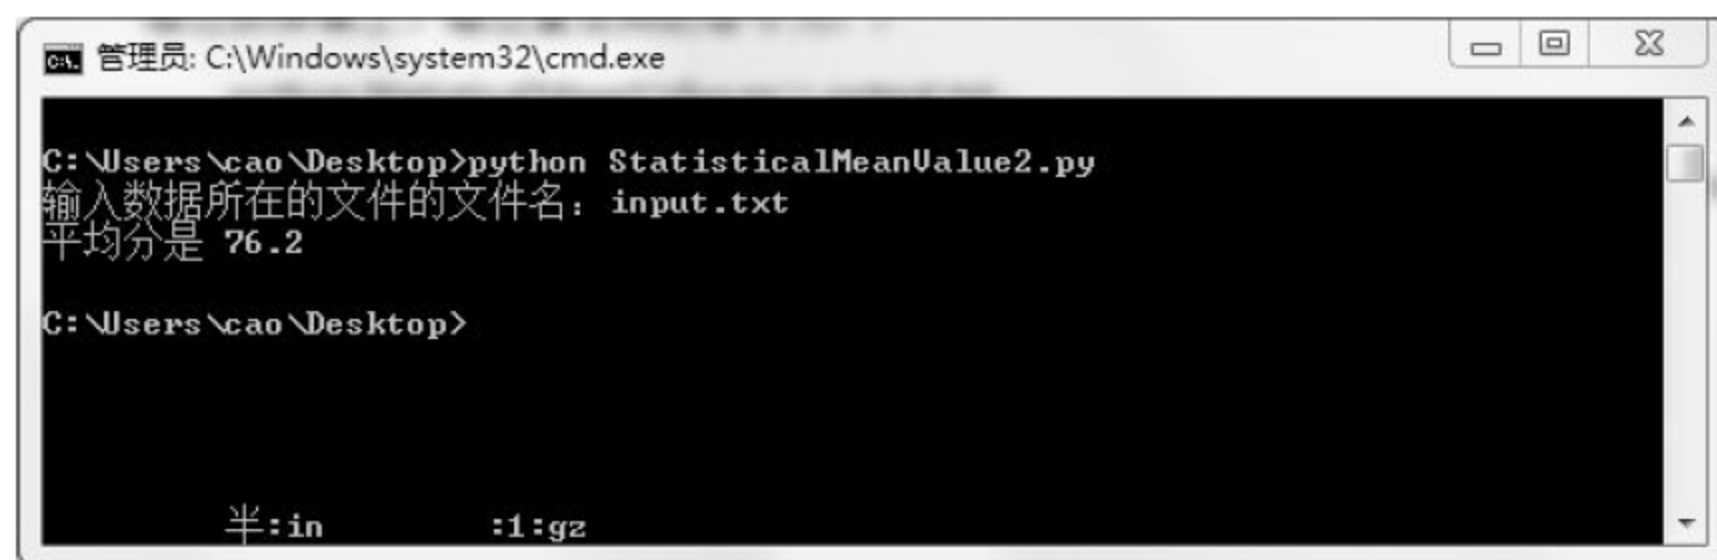 管理员: C:\Windows\system32\cmd.exe
C:\Users\cao\Desktop>python StatisticalMeanValue2.py
输入数据所在的文件的文件名：input.txt
平均分是 76.2
C:\Users\cao\Desktop>
半:in :1:gz